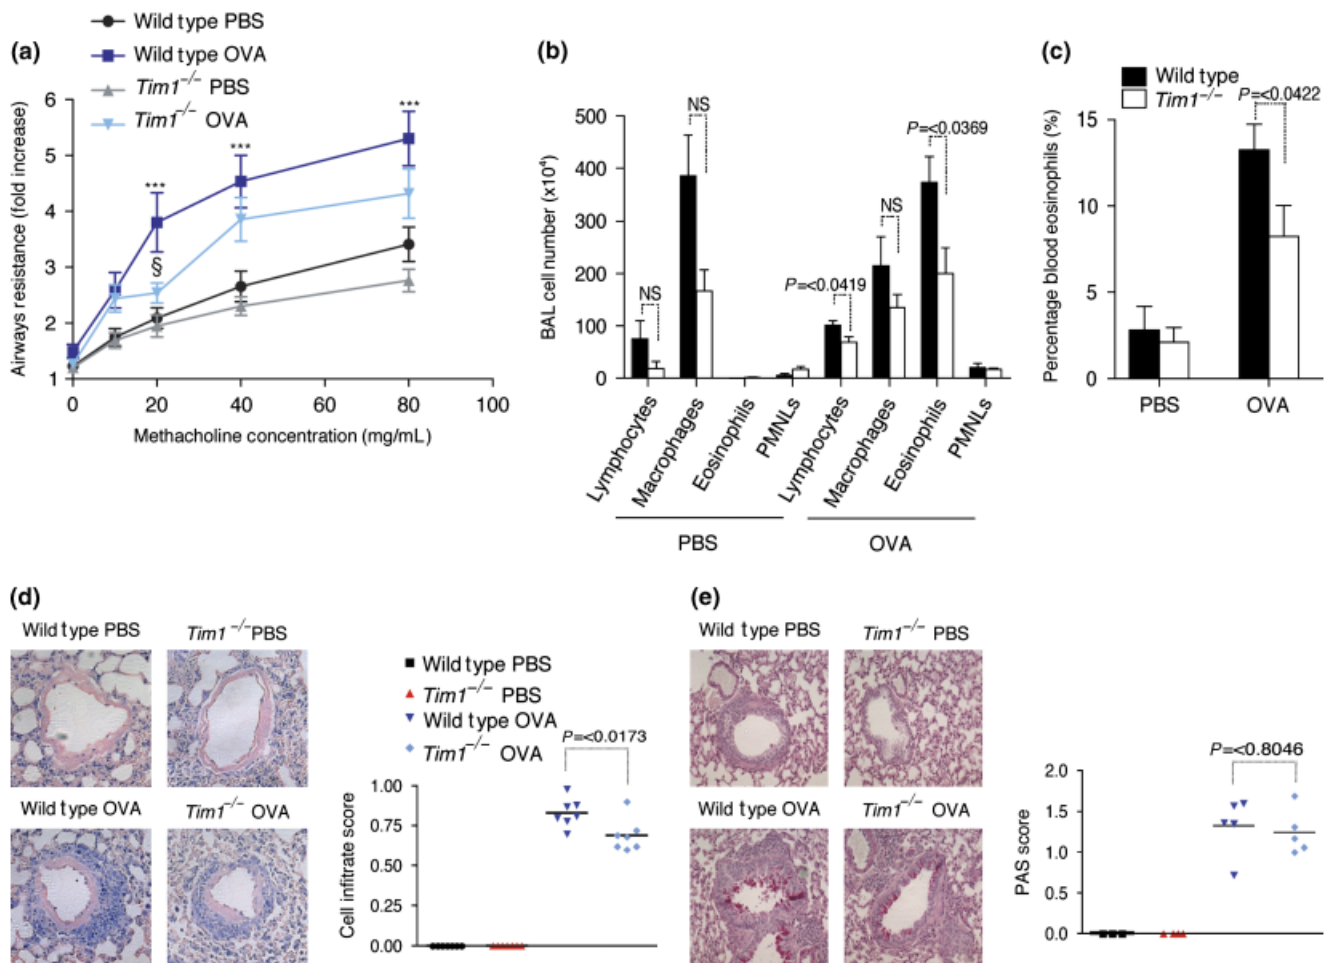 (a)
Wild type PBS
Wild type OVA
Tim1−/− PBS
Tim1−/− OVA
Airways resistance (fold increase)
6
5
4
3
2
1
***
***
***
§
0
20
40
60
80
100
Methacholine concentration (mg/mL)
(b)
BAL cell number (x10⁴)
500
400
300
200
100
0
NS
NS
P=<0.0419
NS
P=<0.0369
Lymphocytes
Macrophages
Eosinophils
PMNLs
Lymphocytes
Macrophages
Eosinophils
PMNLs
PBS
OVA
(c)
Wild type
Tim1−/−
P=<0.0422
Percentage blood eosinophils (%)
15
10
5
0
PBS
OVA
(d)
Wild type PBS
Tim1−/−PBS
Wild type OVA
Tim1−/− OVA
Wild type PBS
Tim1−/− PBS
Wild type OVA
Tim1−/− OVA
P=<0.0173
Cell infitrate score
1.00
0.75
0.50
0.25
0.00
(e)
Wild type PBS
Tim1−/− PBS
Wild type OVA
Tim1−/− OVA
P=<0.8046
PAS score
2.0
1.5
1.0
0.5
0.0